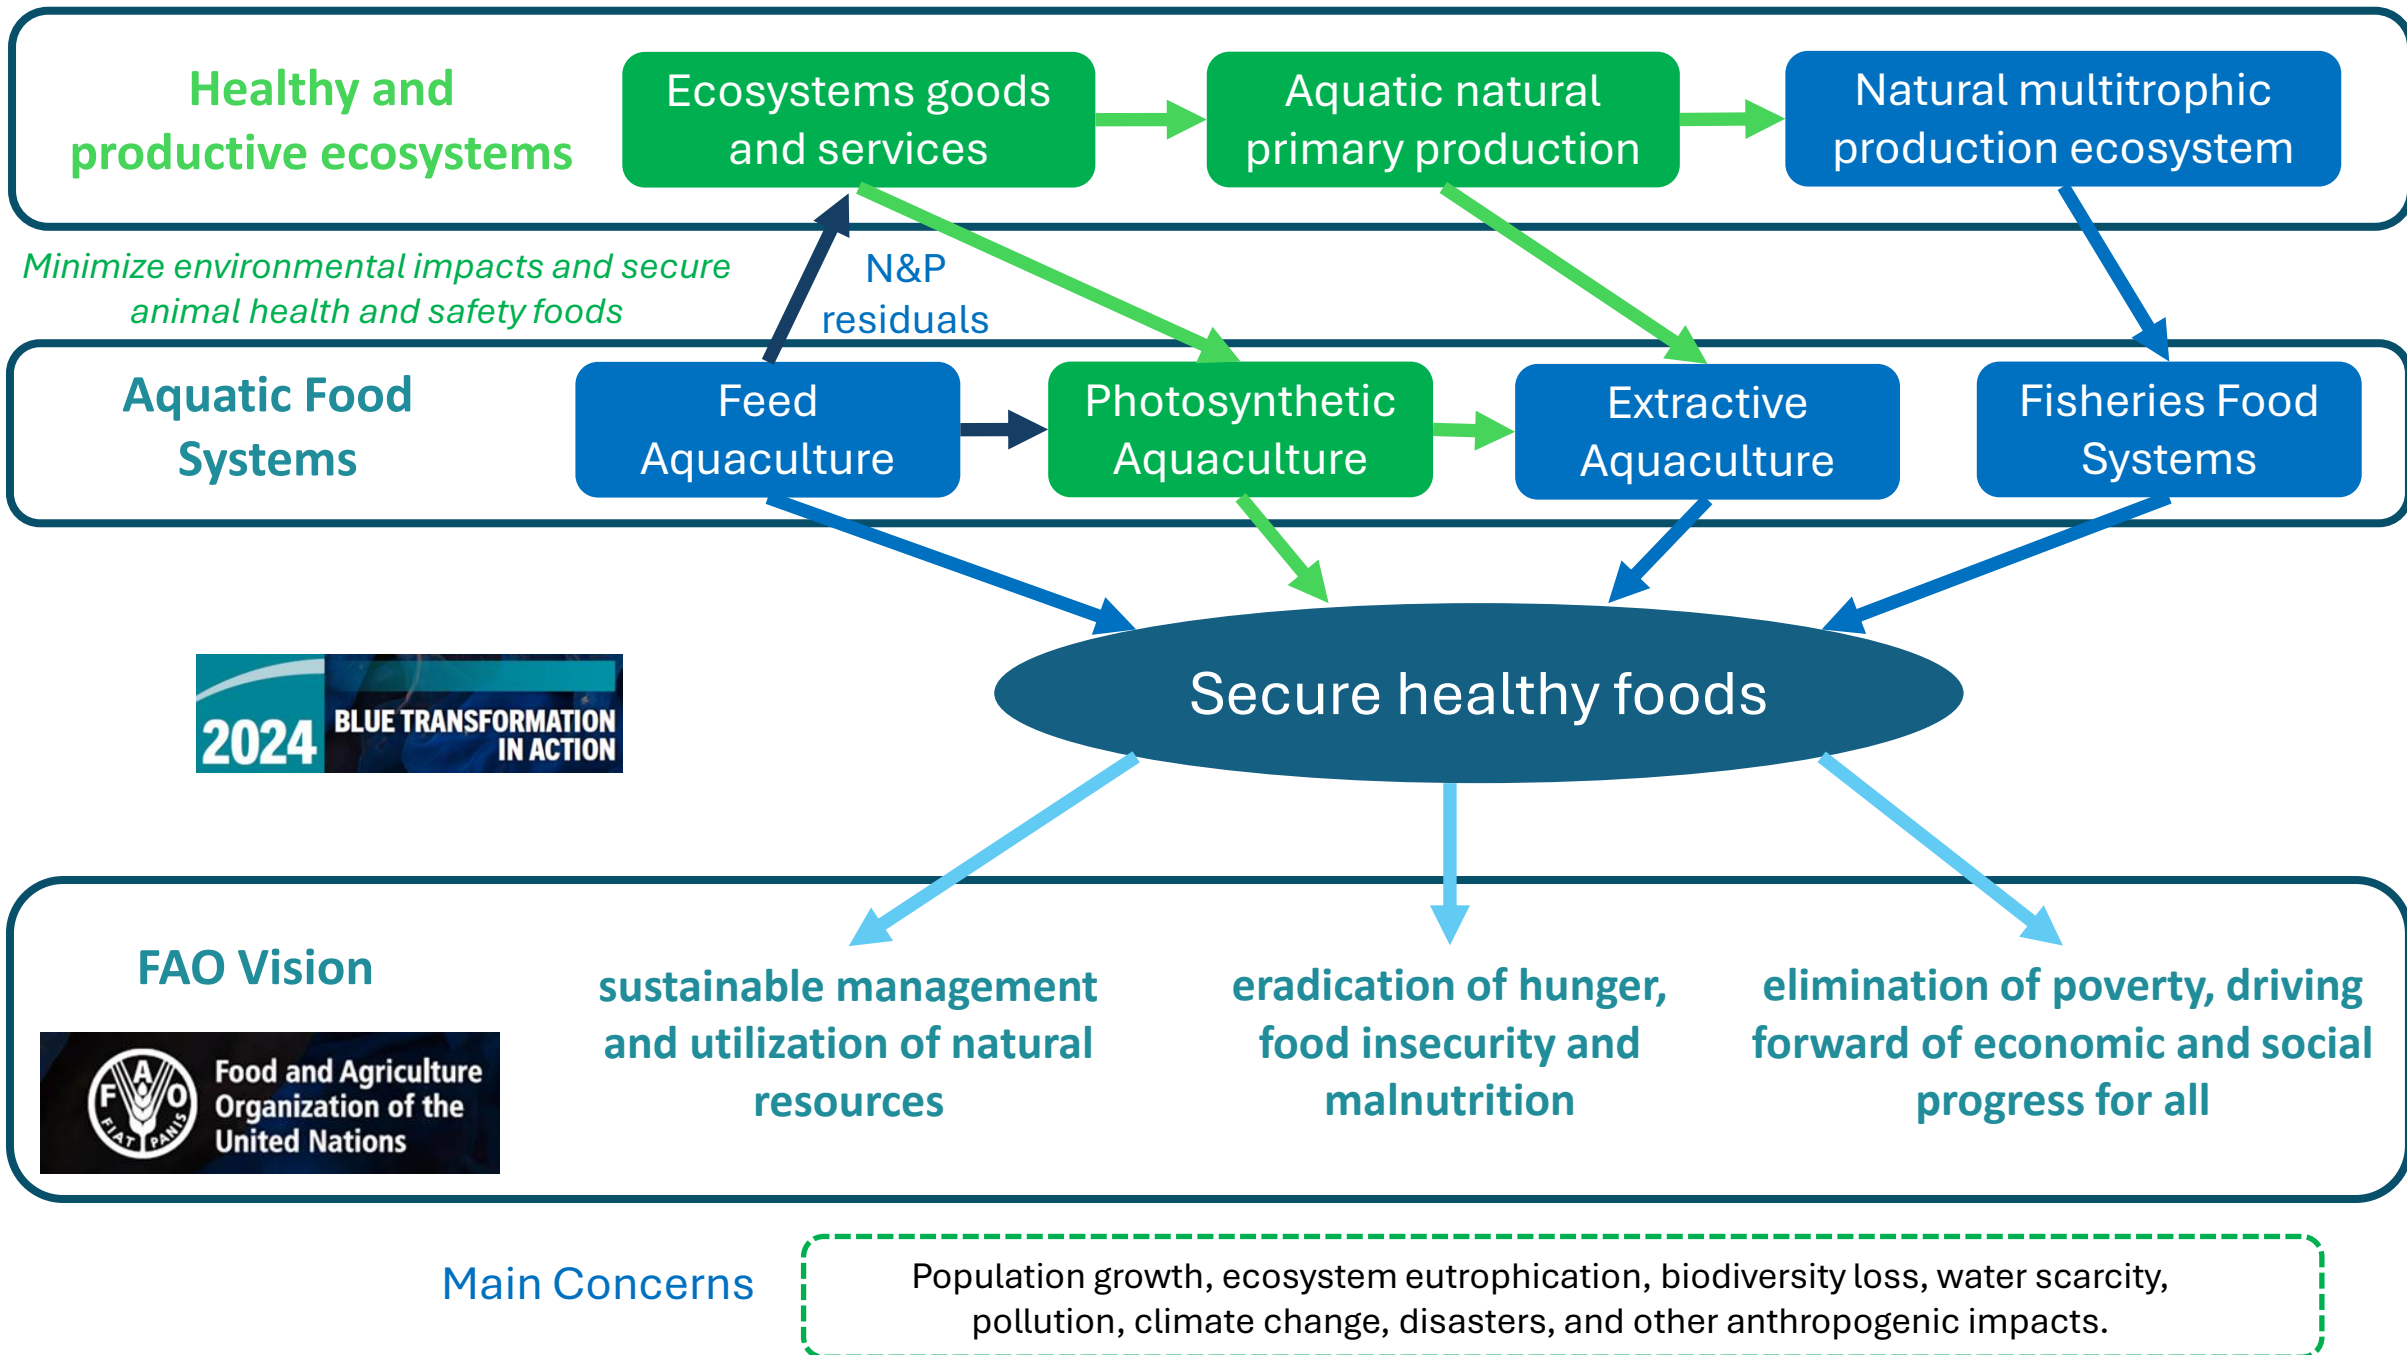 Healthy and
productive ecosystems
Ecosystems goods
and services
Aquatic natural
primary production
Natural multitrophic
production ecosystem
Minimize environmental impacts and secure
animal health and safety foods
N&P
residuals
Aquatic Food
Systems
Feed
Aquaculture
Photosynthetic
Aquaculture
Extractive
Aquaculture
Fisheries Food
Systems
2024
BLUE TRANSFORMATION
IN ACTION
Secure healthy foods
FAO Vision
FAO
FIAT PANIS
Food and Agriculture
Organization of the
United Nations
sustainable management
and utilization of natural
resources
eradication of hunger,
food insecurity and
malnutrition
elimination of poverty, driving
forward of economic and social
progress for all
Main Concerns
Population growth, ecosystem eutrophication, biodiversity loss, water scarcity,
pollution, climate change, disasters, and other anthropogenic impacts.